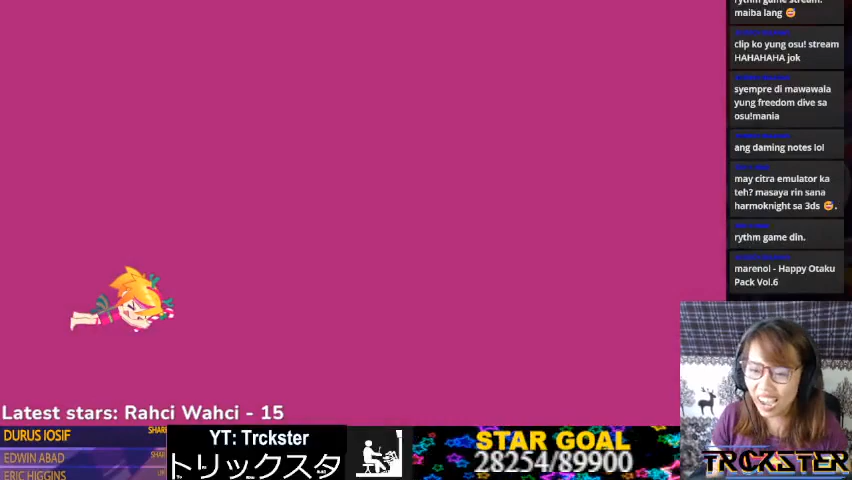 rythm game stream.
maiba lang
clip ko yung osu! stream
HAHAHAHA jok
syempre di mawawala
yung freedom dive sa
osu!mania
ang daming notes lol
may citra emulator ka
teh? masaya rin sana
harmoknight sa 3ds 😅.
rythm game din.
marenol - Happy Otaku
Pack Vol.6
Latest stars: Rahci Wahci - 15
DURUS IOSIF
SHARE
EDWIN ABAD
ERIC HIGGINS
YT: Trckster
トリックスタ
STAR GOAL
28254/89900
TRCKSTER